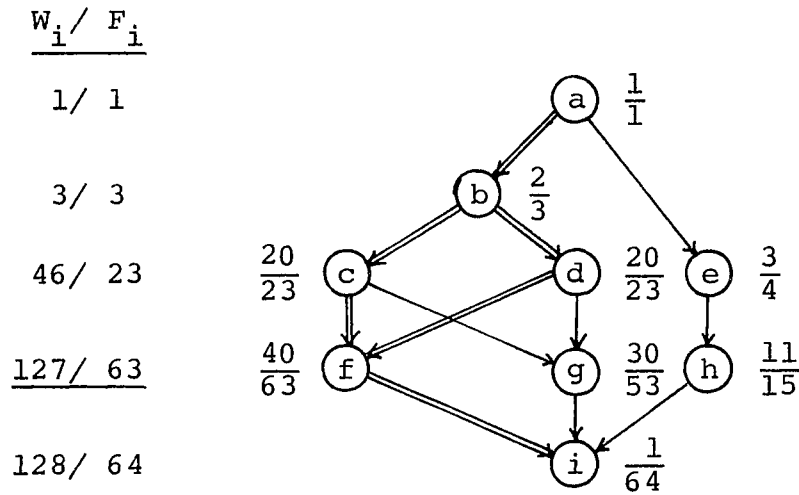 W_i/ F_i
1/ 1
a 1/1
3/ 3
b 2/3
46/ 23
20/23 c d 20/23 e 3/4
127/ 63
40/63 f g 30/53 h 11/15
128/ 64
i 1/64